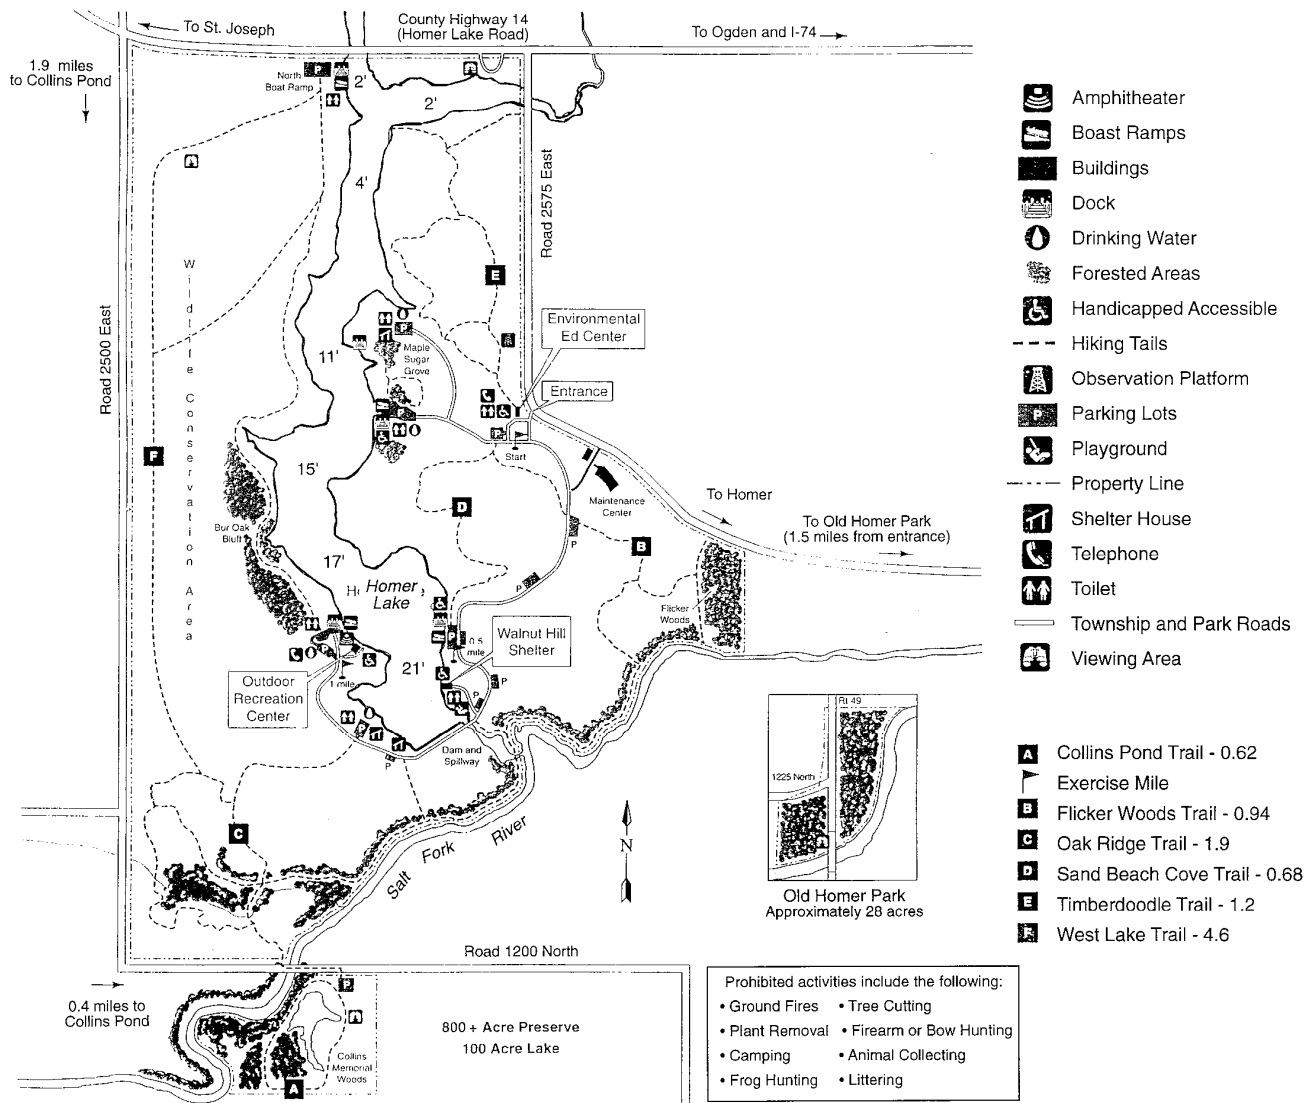 To St. Joseph
County Highway 14
(Homer Lake Road)
To Ogden and I-74
1.9 miles
to Collins Pond
North
Boat Ramp
P
2'
2'
4'
Road 2575 East
Road 2500 East
Wildlife Conservation Area
E
Environmental
Ed Center
Entrance
P
Maple
Sugar
Grove
11'
P
P
Start
F
15'
D
Maintenance
Center
To Homer
To Old Homer Park
(1.5 miles from entrance)
Bur Oak
Bluff
P
B
17'
Homer
Lake
P
Flicker
Woods
Walnut Hill
Shelter
P
0.5
mile
21'
Outdoor
Recreation
Center
P
1 mile
P
P
P
P
Dam and
Spillway
C
Salt Fork River
N
Rt 49
1225 North
Old Homer Park
Approximately 28 acres
Road 1200 North
0.4 miles to
Collins Pond
P
Collins
Memorial
Woods
A
800 + Acre Preserve
100 Acre Lake
Prohibited activities include the following:
• Ground Fires • Tree Cutting
• Plant Removal • Firearm or Bow Hunting
• Camping • Animal Collecting
• Frog Hunting • Littering
Amphitheater
Boast Ramps
Buildings
Dock
Drinking Water
Forested Areas
Handicapped Accessible
Hiking Tails
Observation Platform
P Parking Lots
Playground
Property Line
Shelter House
Telephone
Toilet
Township and Park Roads
Viewing Area
A Collins Pond Trail - 0.62
Exercise Mile
B Flicker Woods Trail - 0.94
C Oak Ridge Trail - 1.9
D Sand Beach Cove Trail - 0.68
E Timberdoodle Trail - 1.2
F West Lake Trail - 4.6